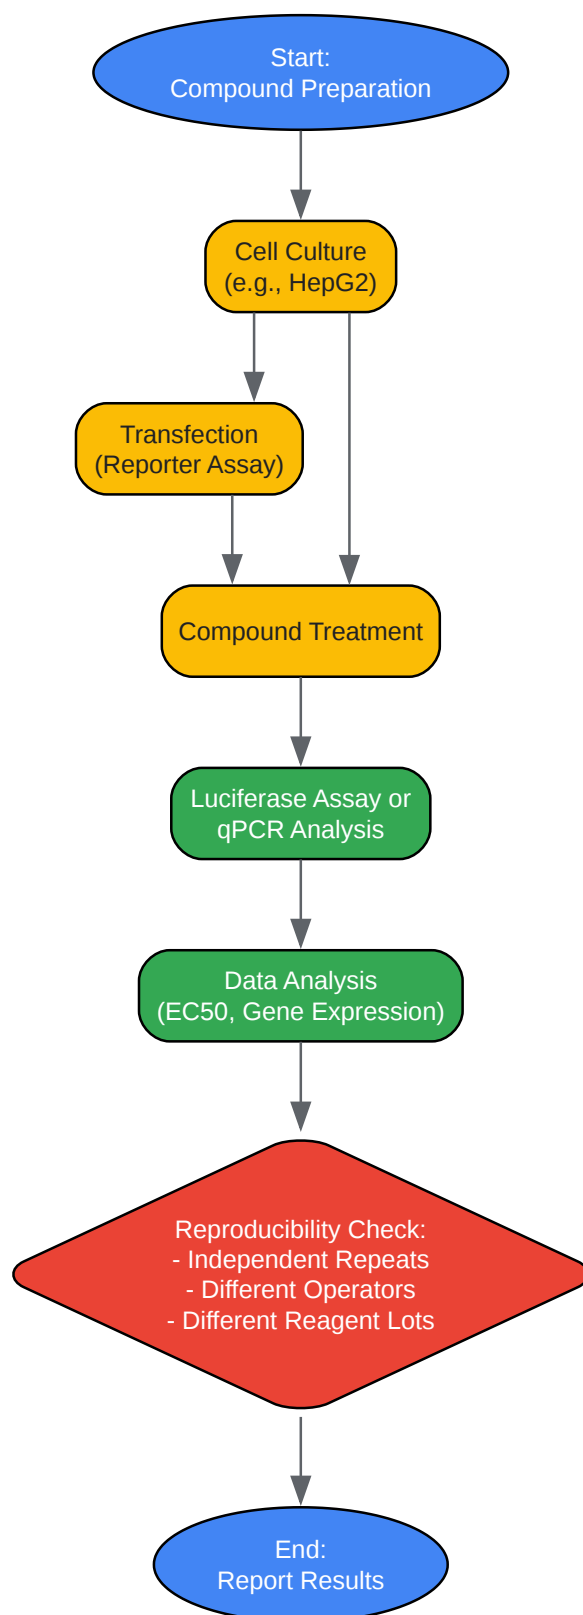 Start:
Compound Preparation
Cell Culture
(e.g., HepG2)
Transfection
(Reporter Assay)
Compound Treatment
Luciferase Assay or
qPCR Analysis
Data Analysis
(EC50, Gene Expression)
Reproducibility Check:
- Independent Repeats
- Different Operators
- Different Reagent Lots
End:
Report Results